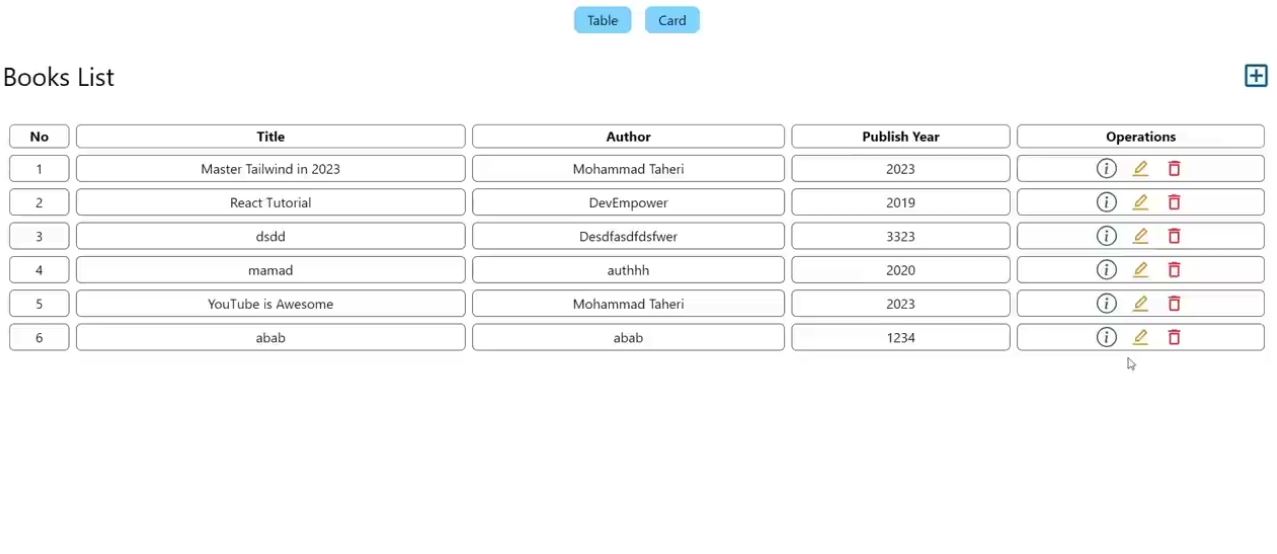 Table Card
Books List
No Title Author Publish Year Operations
1 Master Tailwind in 2023 Mohammad Taheri 2023
2 React Tutorial DevEmpower 2019
3 dsdd Desdfasdfdsfwer 3323
4 mamad authhh 2020
5 YouTube is Awesome Mohammad Taheri 2023
6 abab abab 1234